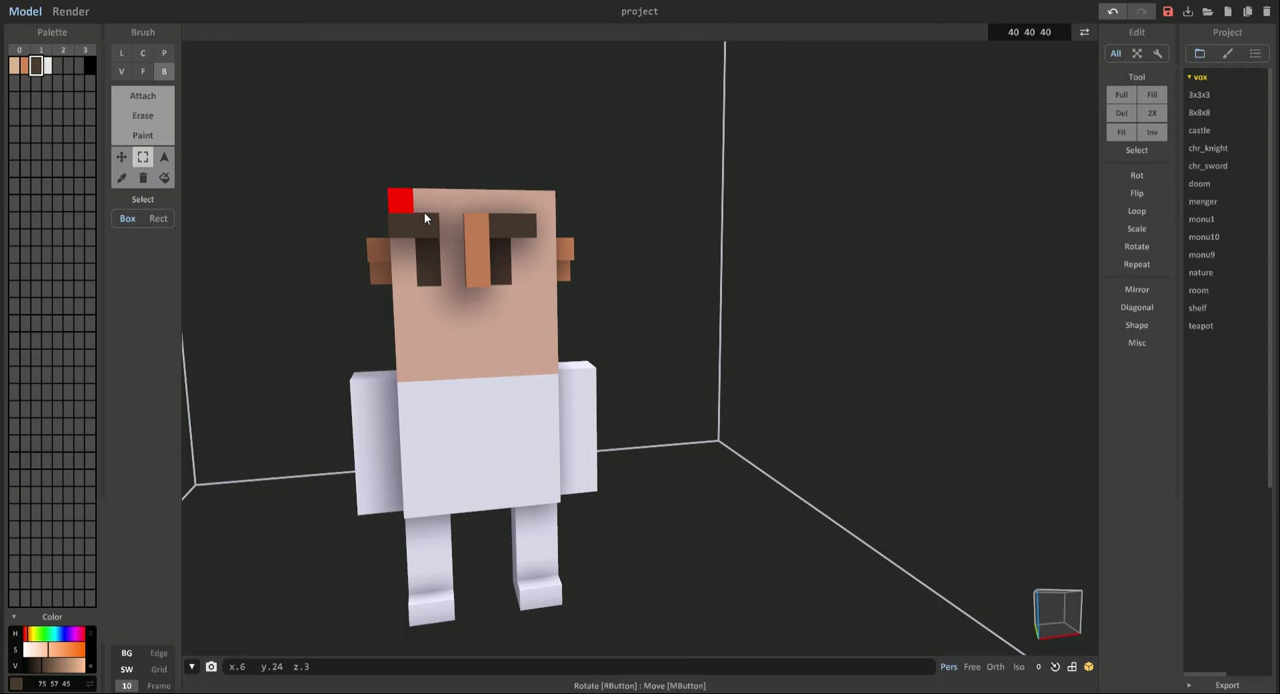 Model Render
project
Palette
0 1 2 3
Color
H
S
V
75 57 45
Brush
L C P
V F B
Attach
Erase
Paint
Select
Box Rect
BG Edge
SW Grid
10 Frame
40 40 40
x.6 y.24 z.3
Pers Free Orth Iso 0
Rotate [RButton] : Move [MButton]
Edit
All
Tool
Full Fill
Del 2X
Fit Inv
Select
Rot
Flip
Loop
Scale
Rotate
Repeat
Mirror
Diagonal
Shape
Misc
Project
vox
3x3x3
8x8x8
castle
chr_knight
chr_sword
doom
menger
monu1
monu10
monu9
nature
room
shelf
teapot
Export